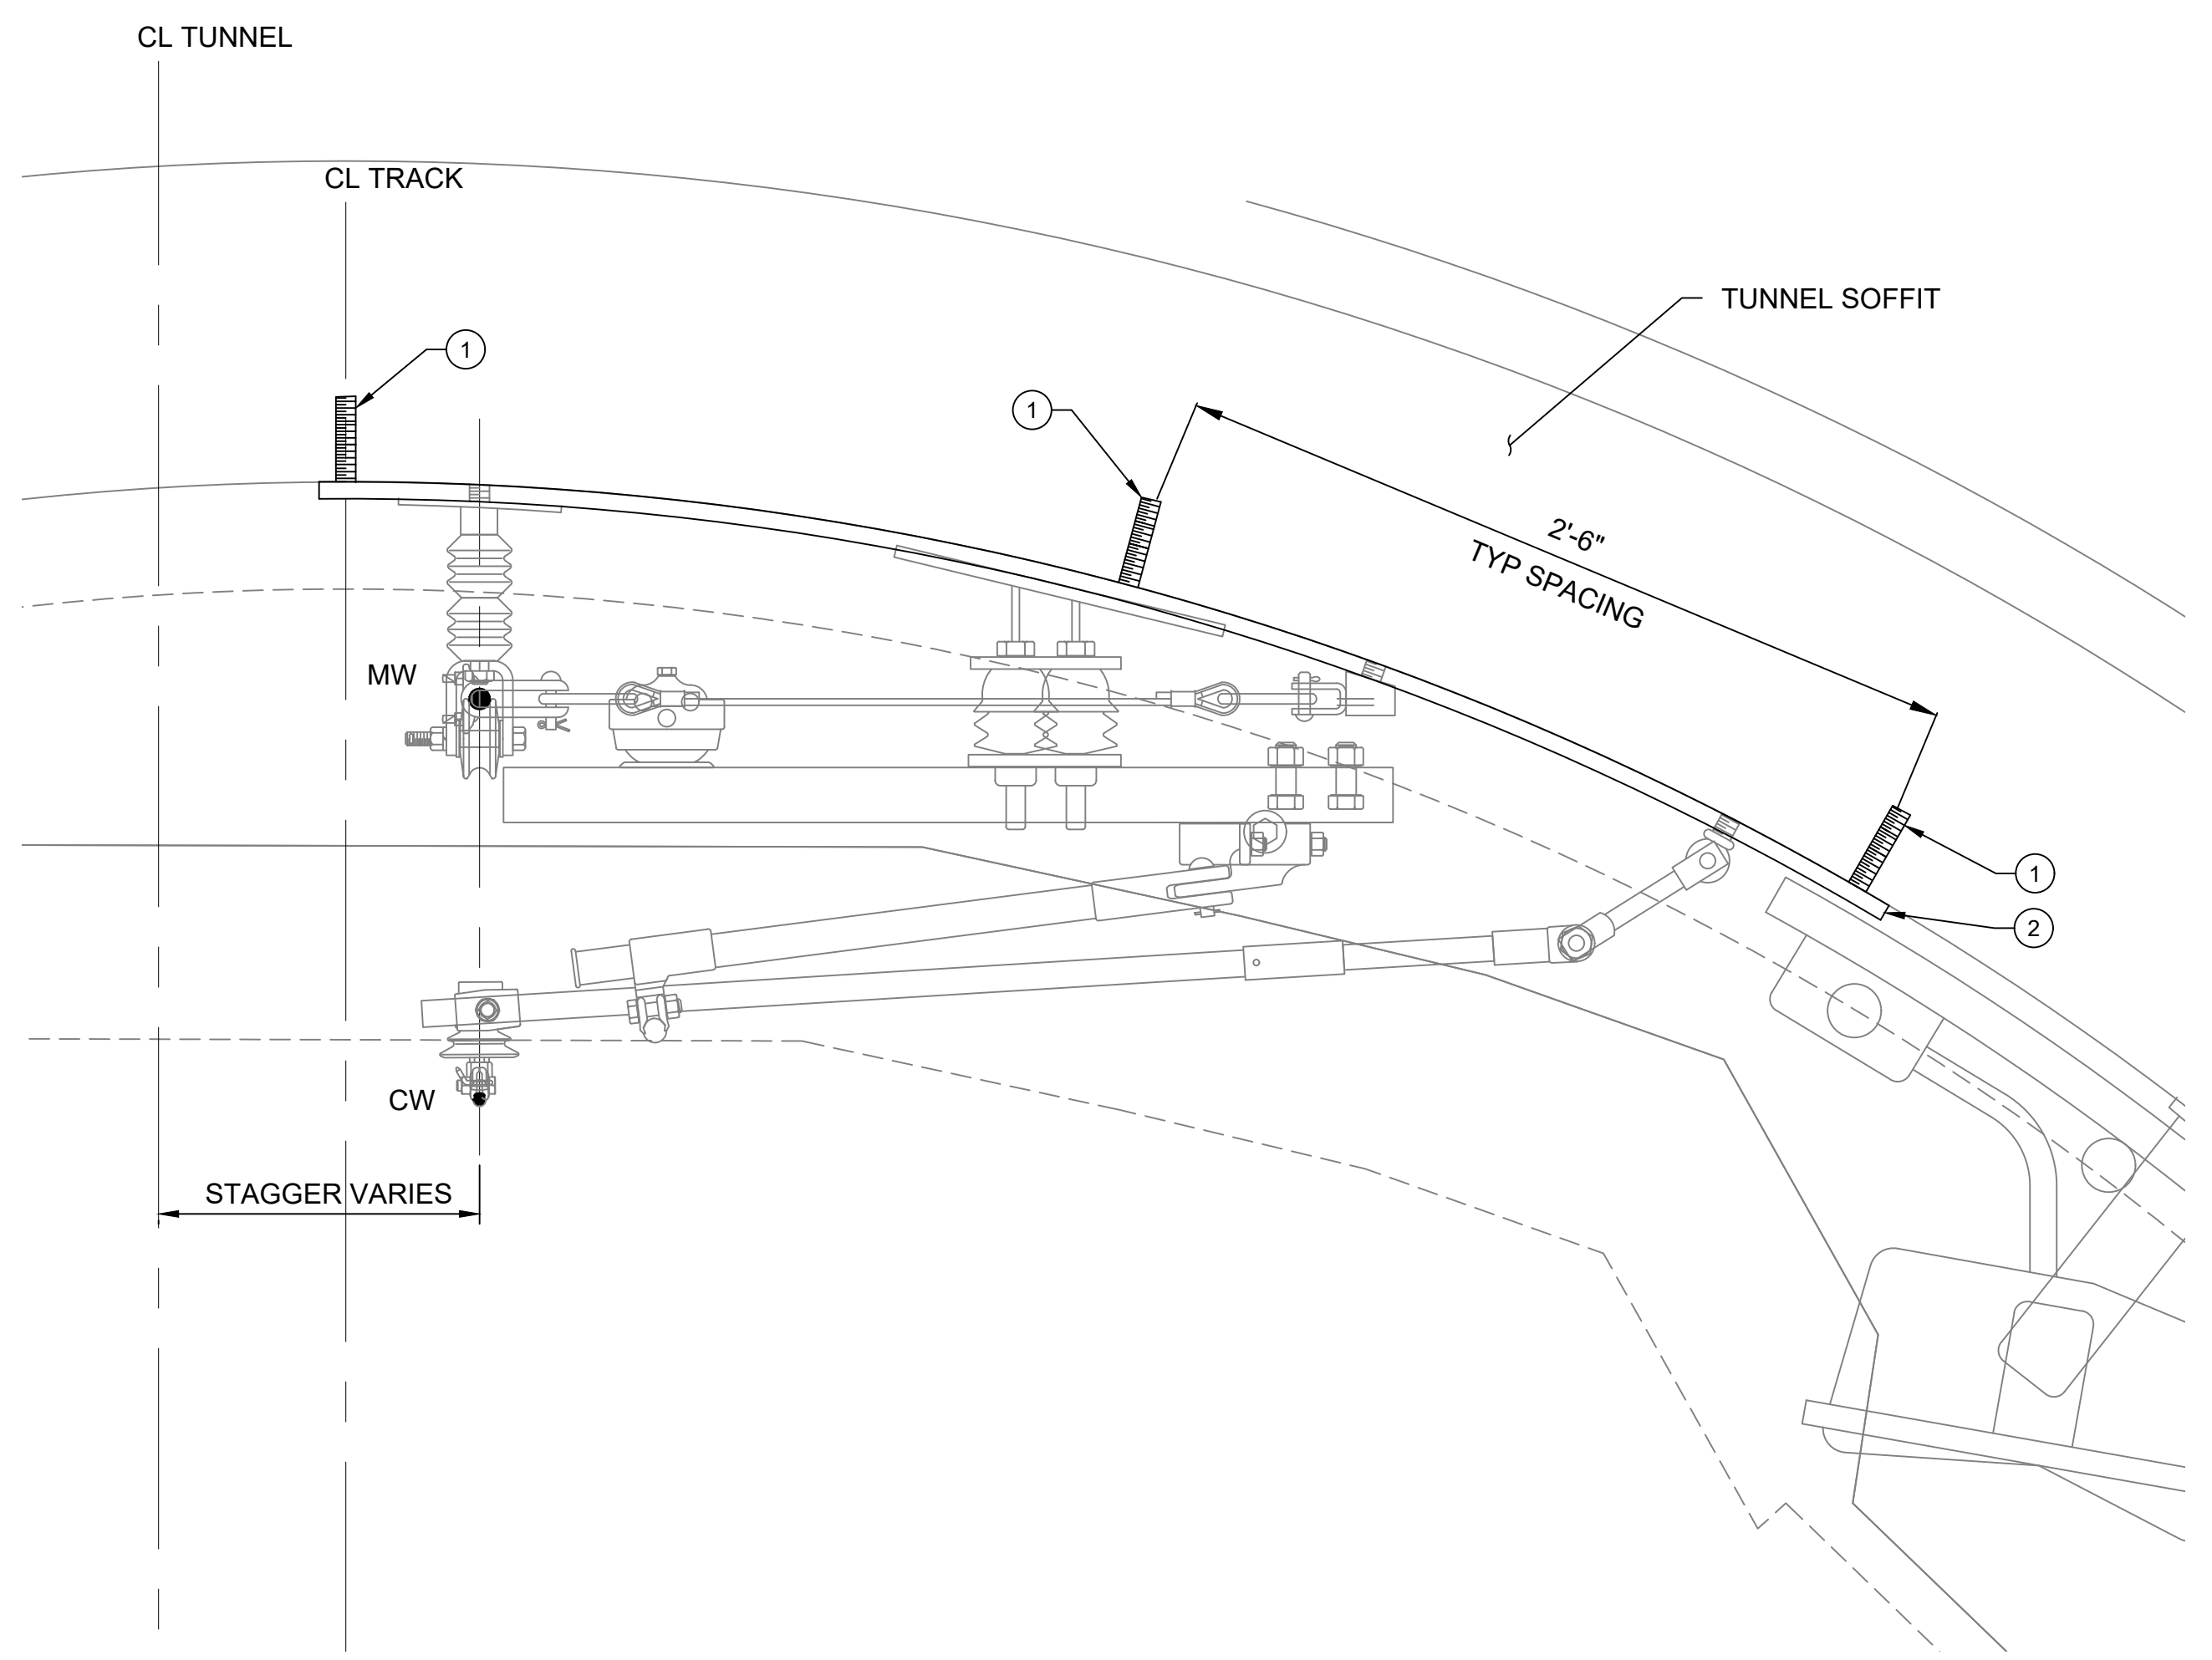 CL TUNNEL
CL TRACK
TUNNEL SOFFIT
1
1
2'-6"
TYP SPACING
MW
1
2
CW
STAGGER VARIES